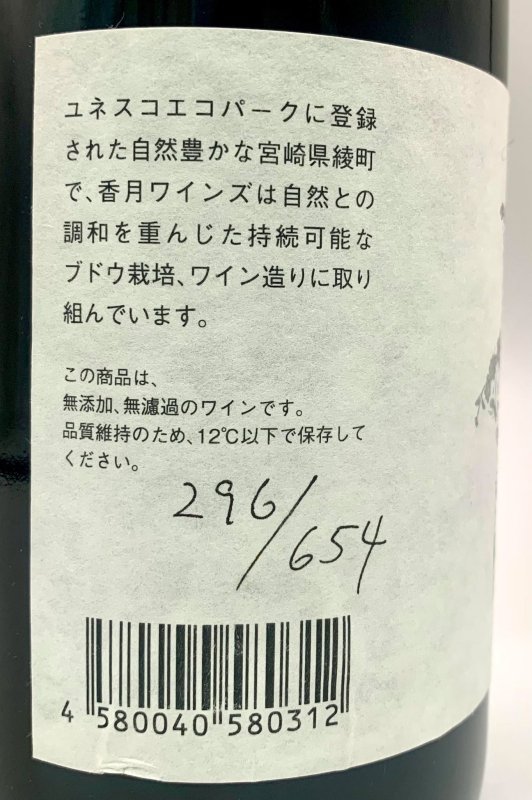 ユネスコエコパークに登録
された自然豊かな宮崎県綾町
で、香月ワインズは自然との
調和を重んじた持続可能な
ブドウ栽培、ワイン造りに取り
組んでいます。
この商品は、
無添加、無濾過のワインです。
品質維持のため、12℃以下で保存して
ください。
296/654
4 580040 580312